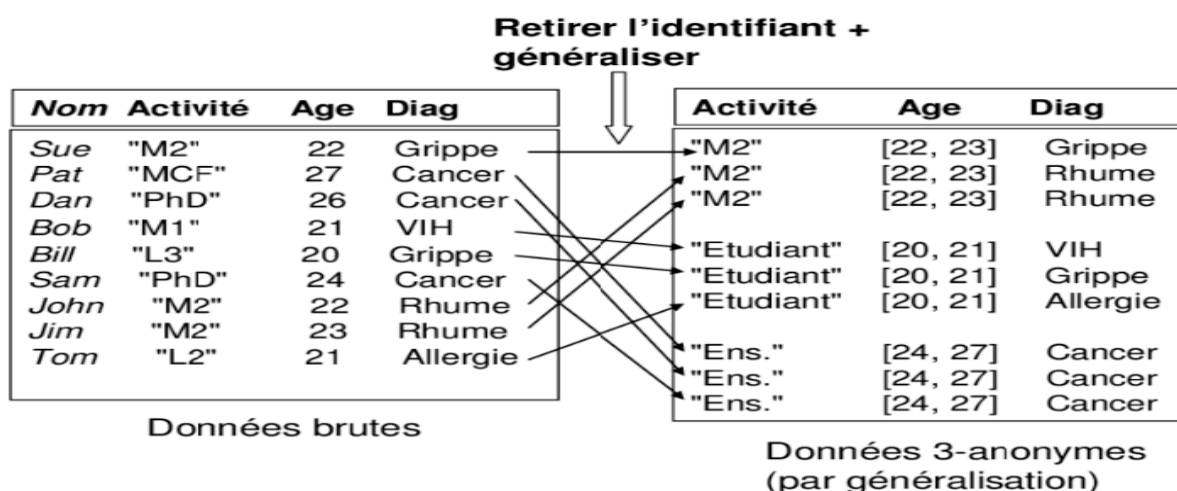 Retirer l'identifiant +
généraliser
Nom Activité Age Diag
Sue "M2" 22 Grippe
Pat "MCF" 27 Cancer
Dan "PhD" 26 Cancer
Bob "M1" 21 VIH
Bill "L3" 20 Grippe
Sam "PhD" 24 Cancer
John "M2" 22 Rhume
Jim "M2" 23 Rhume
Tom "L2" 21 Allergie
Données brutes
Activité Age Diag
"M2" [22, 23] Grippe
"M2" [22, 23] Rhume
"M2" [22, 23] Rhume
"Etudiant" [20, 21] VIH
"Etudiant" [20, 21] Grippe
"Etudiant" [20, 21] Allergie
"Ens." [24, 27] Cancer
"Ens." [24, 27] Cancer
"Ens." [24, 27] Cancer
Données 3-anonymes
(par généralisation)